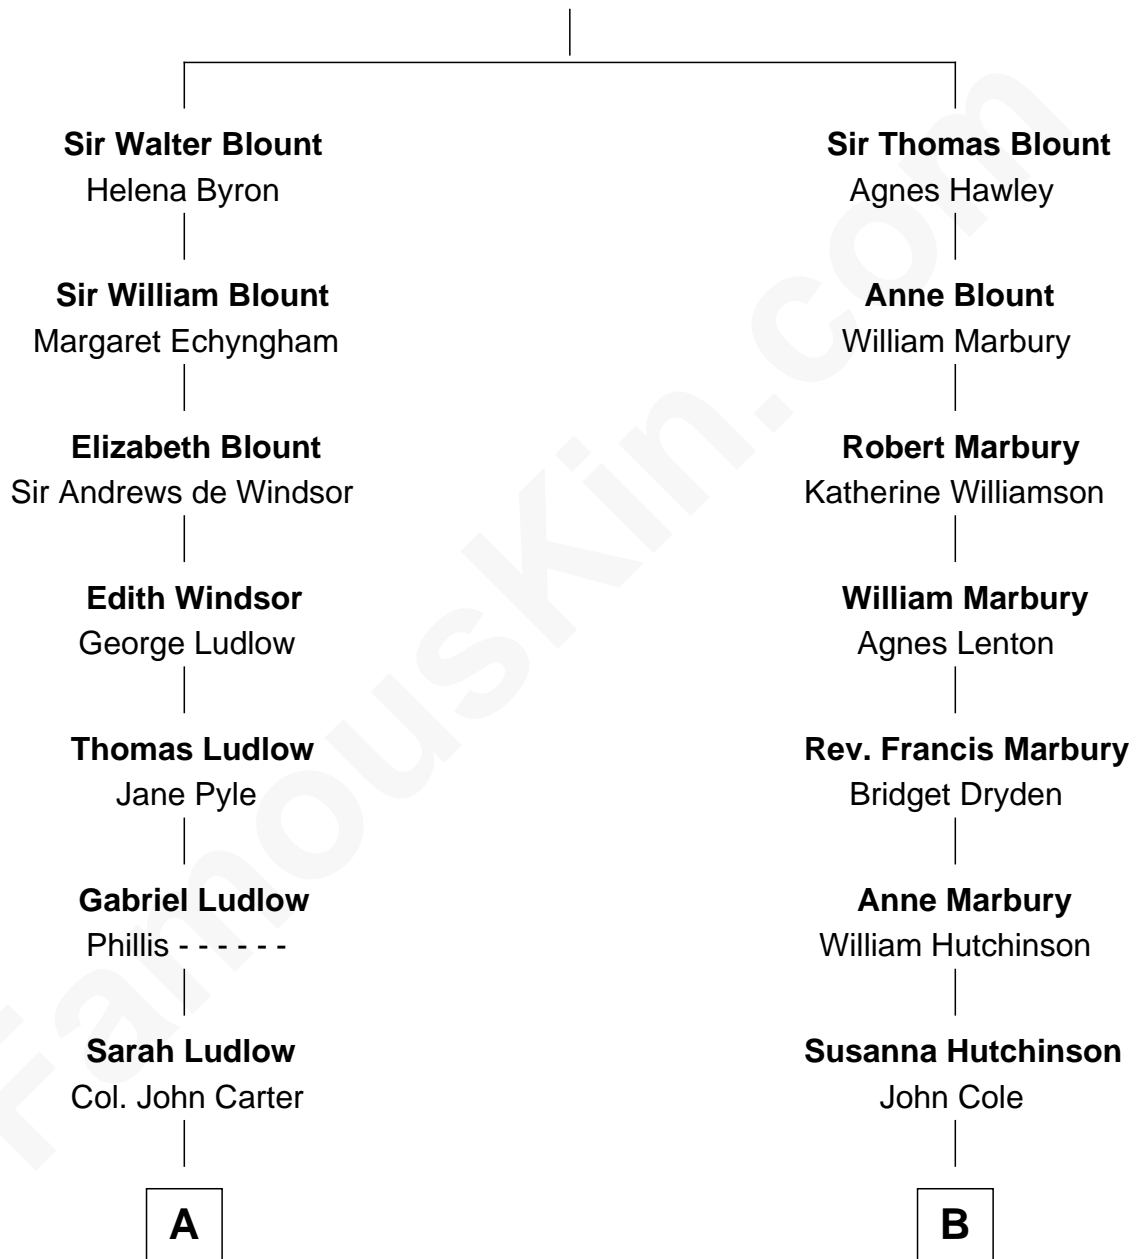 Sir Walter Blount
Helena Byron
Sir William Blount
Margaret Echyngham
Elizabeth Blount
Sir Andrews de Windsor
Edith Windsor
George Ludlow
Thomas Ludlow
Jane Pyle
Gabriel Ludlow
Phillis - - - - - -
Sarah Ludlow
Col. John Carter
A
Sir Thomas Blount
Agnes Hawley
Anne Blount
William Marbury
Robert Marbury
Katherine Williamson
William Marbury
Agnes Lenton
Rev. Francis Marbury
Bridget Dryden
Anne Marbury
William Hutchinson
Susanna Hutchinson
John Cole
B
FamousKin.com